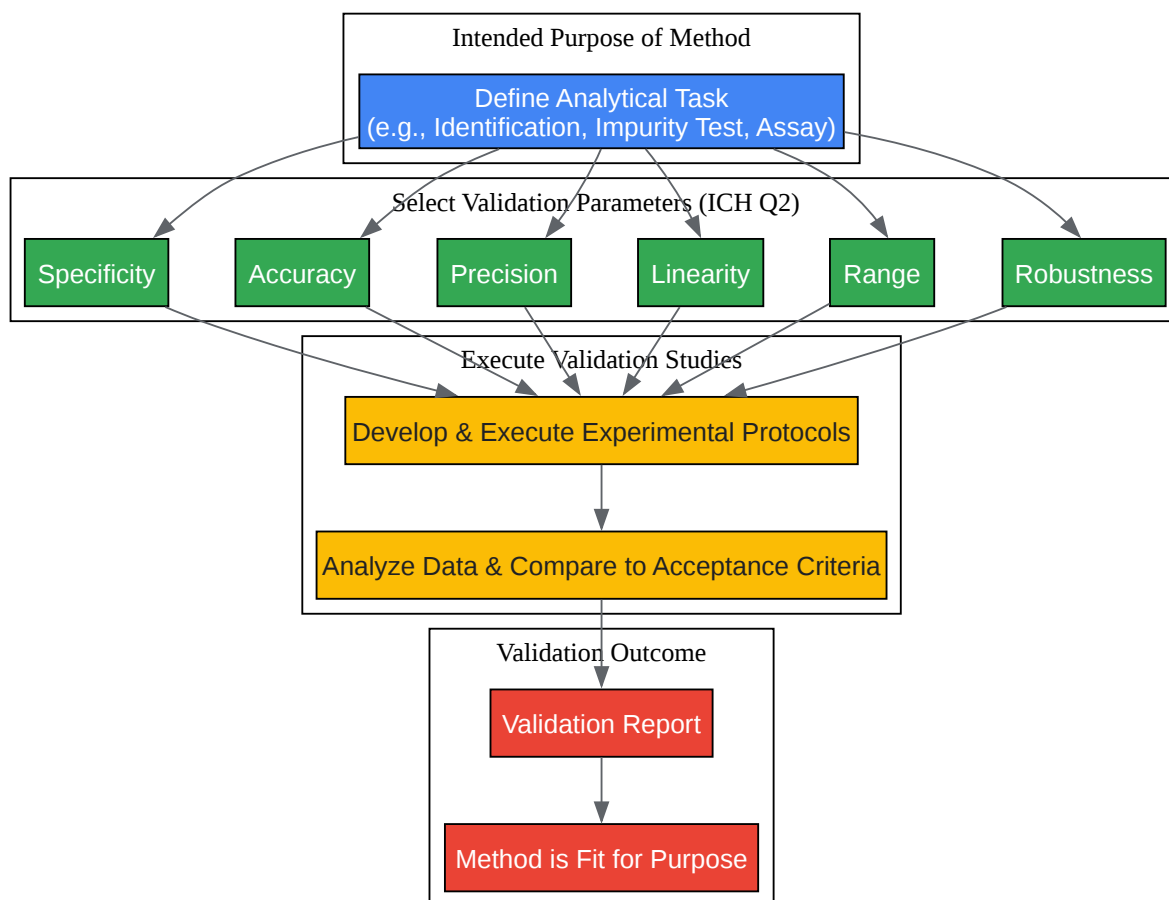 Intended Purpose of Method
Define Analytical Task
(e.g., Identification, Impurity Test, Assay)
Select Validation Parameters (ICH Q2)
Specificity
Accuracy
Precision
Linearity
Range
Robustness
Execute Validation Studies
Develop & Execute Experimental Protocols
Analyze Data & Compare to Acceptance Criteria
Validation Outcome
Validation Report
Method is Fit for Purpose